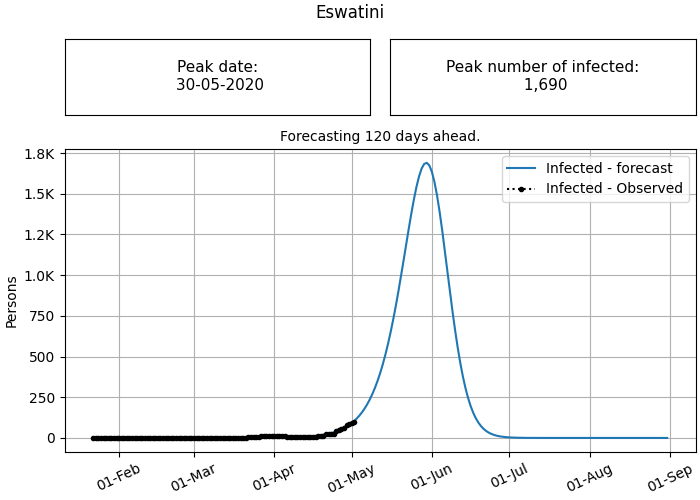 Eswatini
Peak date:
30-05-2020
Peak number of infected:
1,690
Forecasting 120 days ahead.
Infected - forecast
Infected - Observed
Persons
1.8K
1.5K
1.2K
1.0K
750
500
250
0
01-Feb
01-Mar
01-Apr
01-May
01-Jun
01-Jul
01-Aug
01-Sep